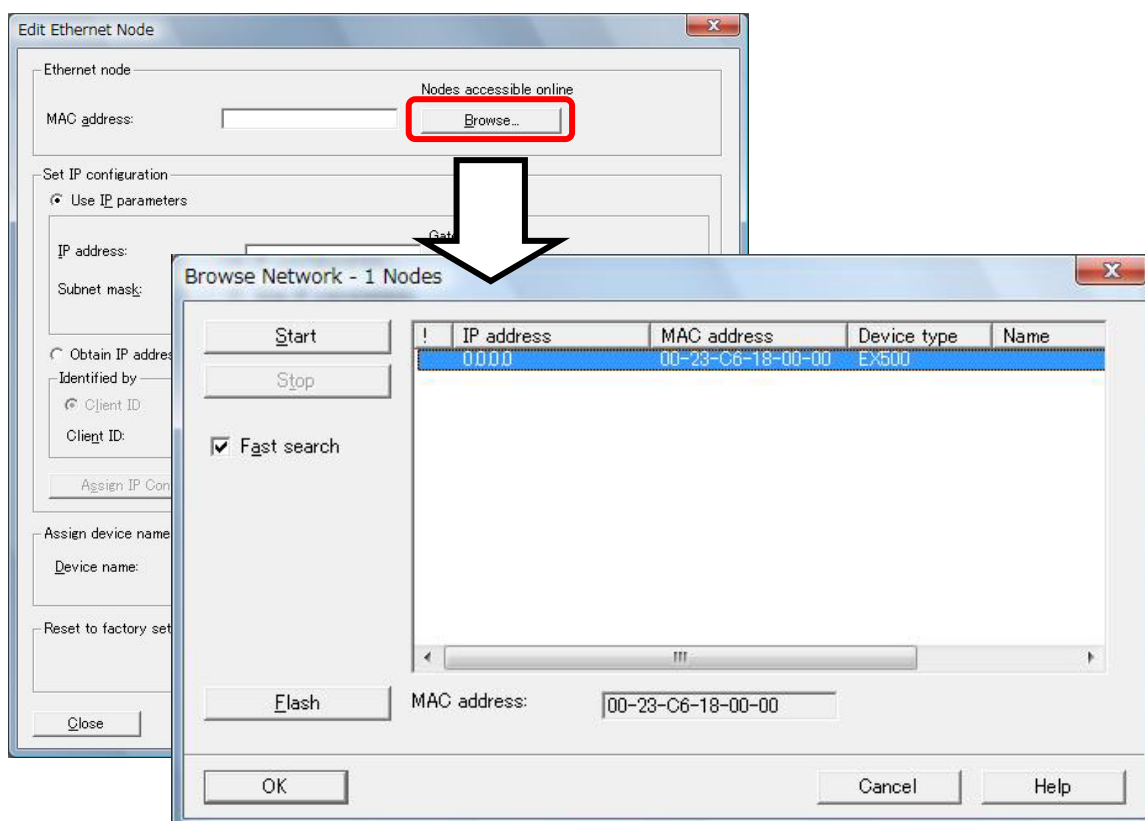 Edit Ethernet Node
Ethernet node
Nodes accessible online
MAC address:
Browse...
Set IP configuration
Use IP parameters
IP address:
Subnet mask:
Obtain IP
Identified by
Client ID
Client ID:
Assign IP
Assign device name
Device name:
Reset to factory
Close
Browse Network - 1 Nodes
Start
Stop
Fast search
! IP address MAC address Device type Name
0.0.0.0 00-23-C6-18-00-00 EX500
Flash
MAC address: 00-23-C6-18-00-00
OK
Cancel
Help